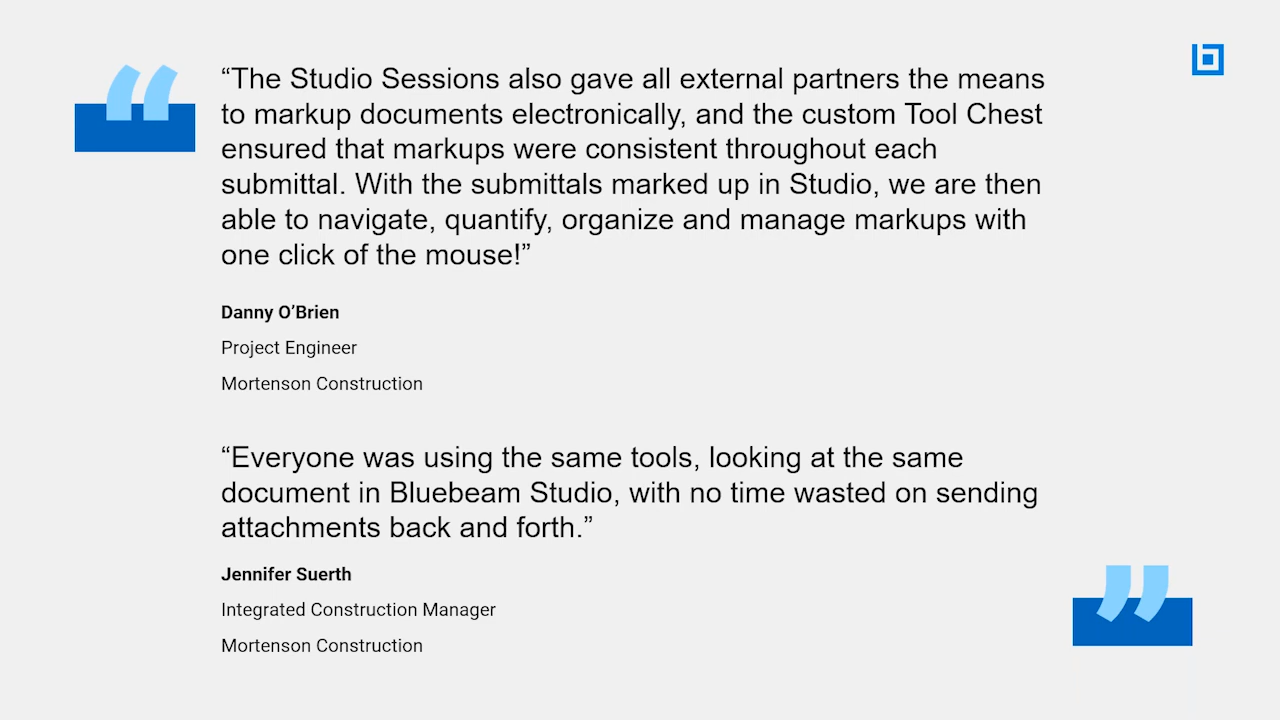 “The Studio Sessions also gave all external partners the means
to markup documents electronically, and the custom Tool Chest
ensured that markups were consistent throughout each
submittal. With the submittals marked up in Studio, we are then
able to navigate, quantify, organize and manage markups with
one click of the mouse!”
Danny O’Brien
Project Engineer
Mortenson Construction
“Everyone was using the same tools, looking at the same
document in Bluebeam Studio, with no time wasted on sending
attachments back and forth.”
Jennifer Suerth
Integrated Construction Manager
Mortenson Construction